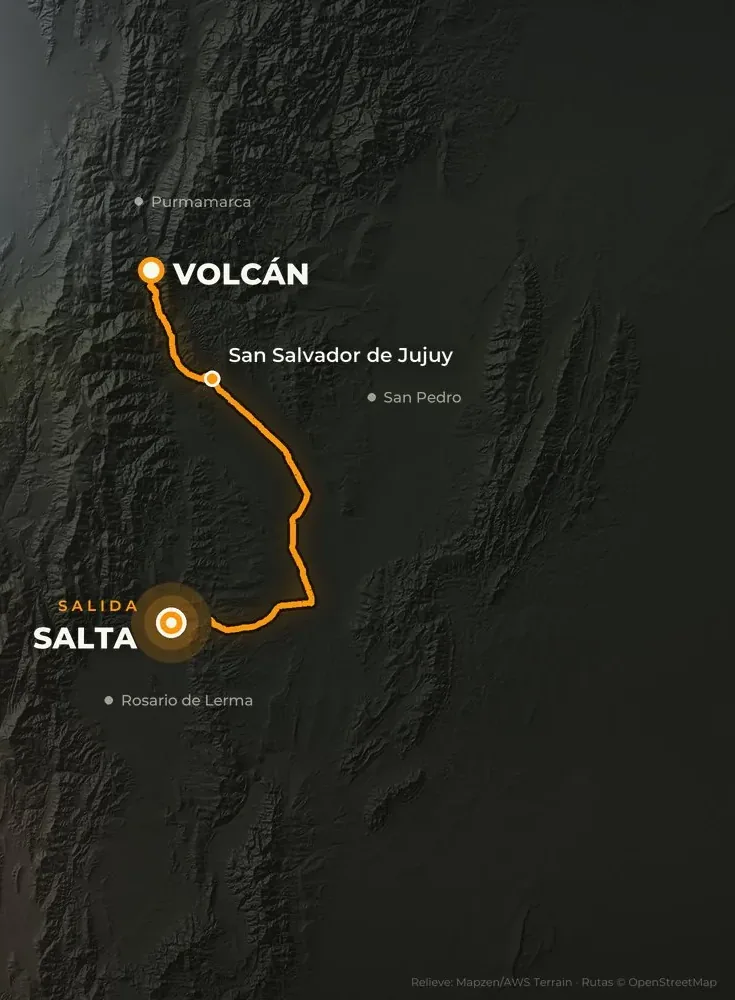 Purmamarca
VOLCÁN
San Salvador de Jujuy
San Pedro
SALIDA
SALTA
Rosario de Lerma
Relieve: Mapzen/AWS Terrain · Rutas © OpenStreetMap